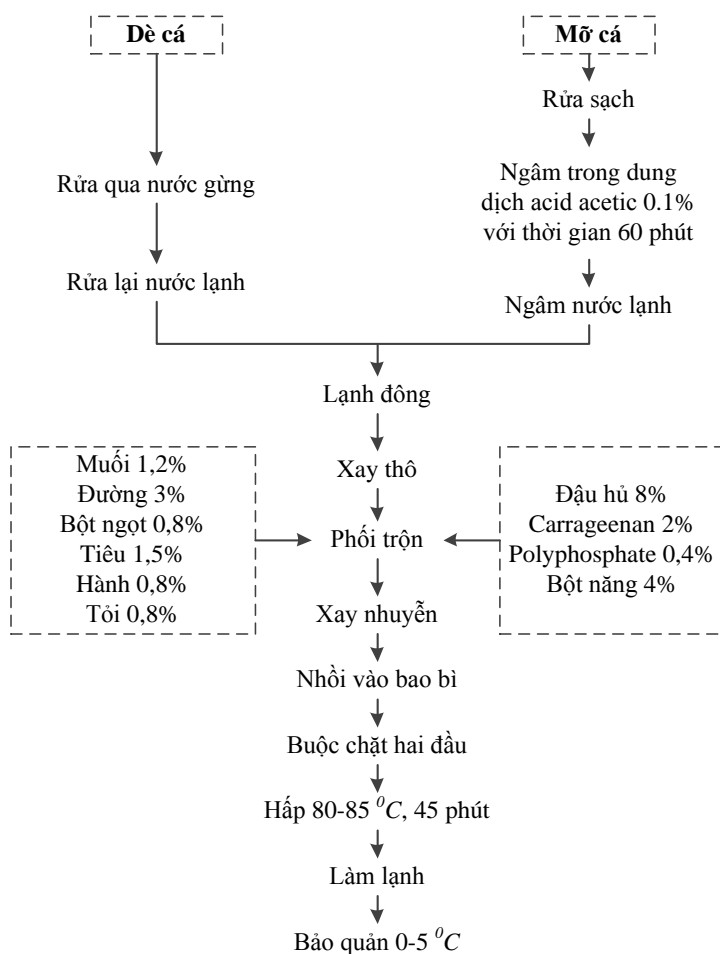 Dè cá
Mỡ cá
Rửa sạch
Rửa qua nước gừng
Ngâm trong dung
dịch acid acetic 0.1%
với thời gian 60 phút
Rửa lại nước lạnh
Ngâm nước lạnh
Lạnh đông
Xay thô
Muối 1,2%
Đường 3%
Bột ngọt 0,8%
Tiêu 1,5%
Hành 0,8%
Tỏi 0,8%
Phối trộn
Đậu hủ 8%
Carrageenan 2%
Polyphosphate 0,4%
Bột năng 4%
Xay nhuyễn
Nhồi vào bao bì
Buộc chặt hai đầu
Hấp 80-85 ⁰C, 45 phút
Làm lạnh
Bảo quản 0-5 ⁰C